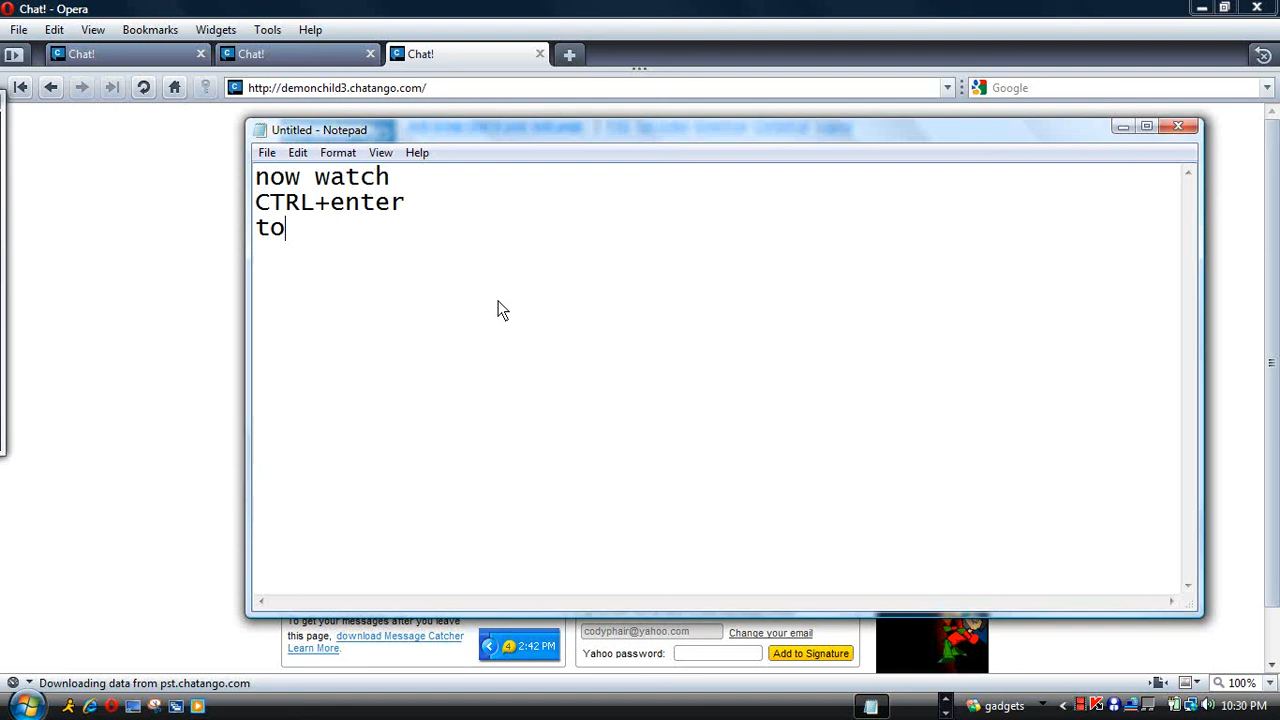 Chat! - Opera
File Edit View Bookmarks Widgets Tools Help
Chat! Chat! Chat!
http://demonchild3.chatango.com/ Google
Untitled - Notepad
File Edit Format View Help
now watch
CTRL+enter
to
To get your messages after you leave
this page, download Message Catcher
Learn More.
4 2:42 PM
codyphair@yahoo.com Change your email
Yahoo password: Add to Signature
Downloading data from pst.chatango.com 100%
gadgets 10:30 PM